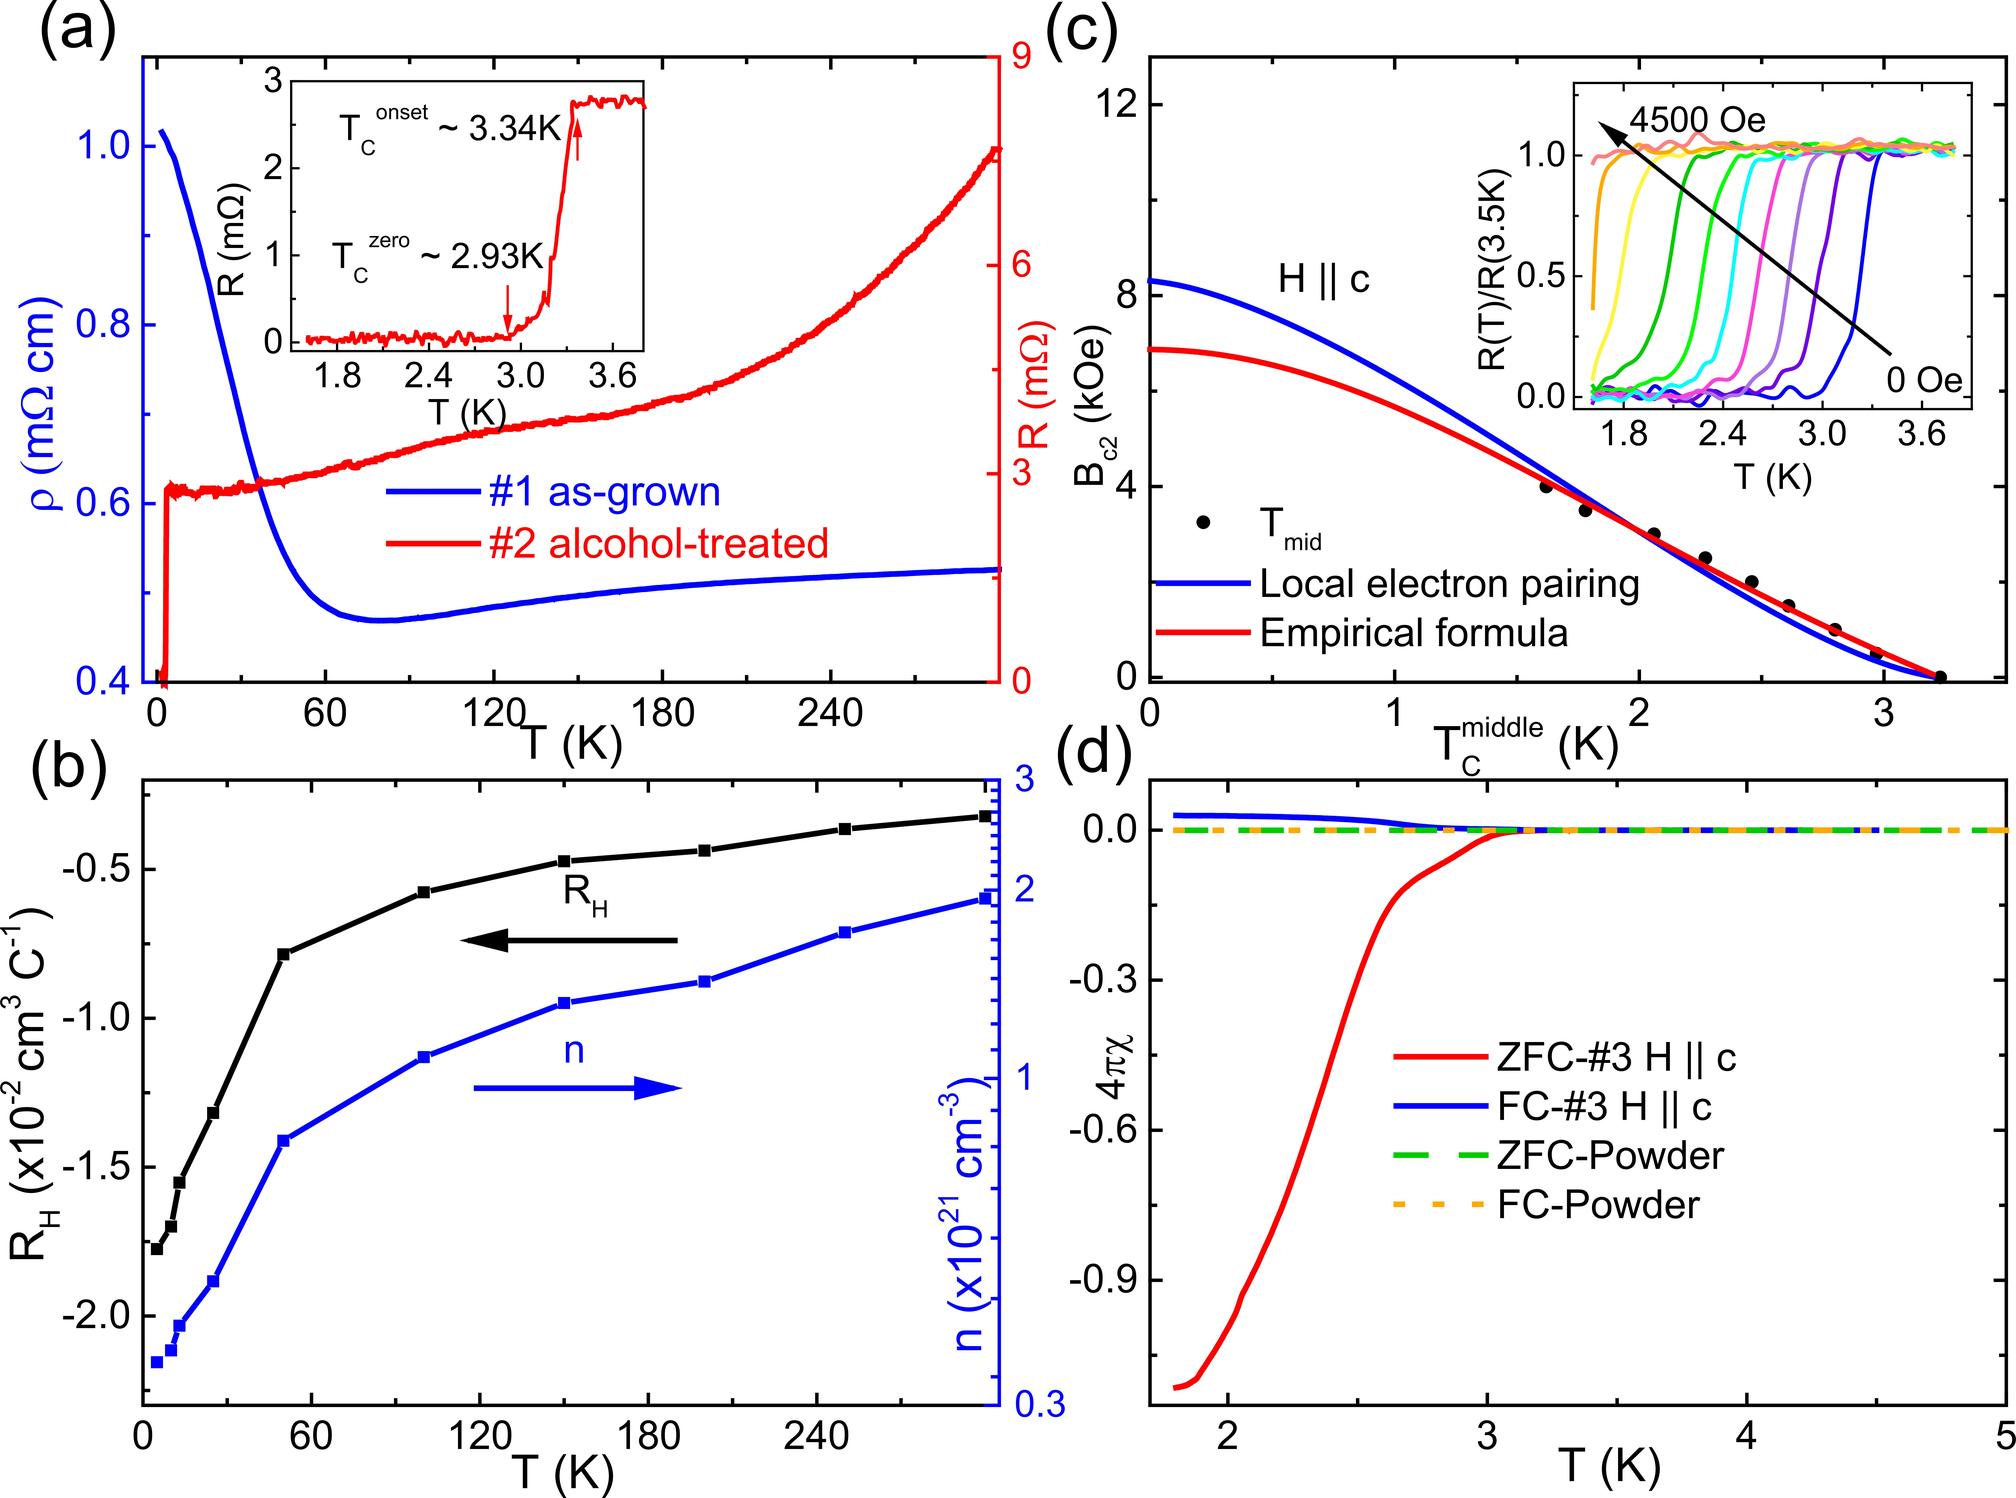 (a)
1.0
0.8
0.6
0.4
ρ (mΩ cm)
0 60 120 180 240
T (K)
9
6
3
0
R (mΩ)
#1 as-grown
#2 alcohol-treated
3
2
1
0
R (mΩ)
T_C^onset ~ 3.34K
T_C^zero ~ 2.93K
1.8 2.4 3.0 3.6
T (K)
(c)
12
8
4
0
B_c2 (kOe)
H || c
T_mid
Local electron pairing
Empirical formula
0 1 2 3
T_C^middle (K)
4500 Oe
0 Oe
1.0
0.5
0.0
R(T)/R(3.5K)
1.8 2.4 3.0 3.6
T (K)
(b)
-0.5
-1.0
-1.5
-2.0
R_H (x10^-2 cm^3 C^-1)
R_H
n
3
2
1
0.3
n (x10^21 cm^-3)
0 60 120 180 240
T (K)
(d)
0.0
-0.3
-0.6
-0.9
4πχ
ZFC-#3 H || c
FC-#3 H || c
ZFC-Powder
FC-Powder
2 3 4 5
T (K)